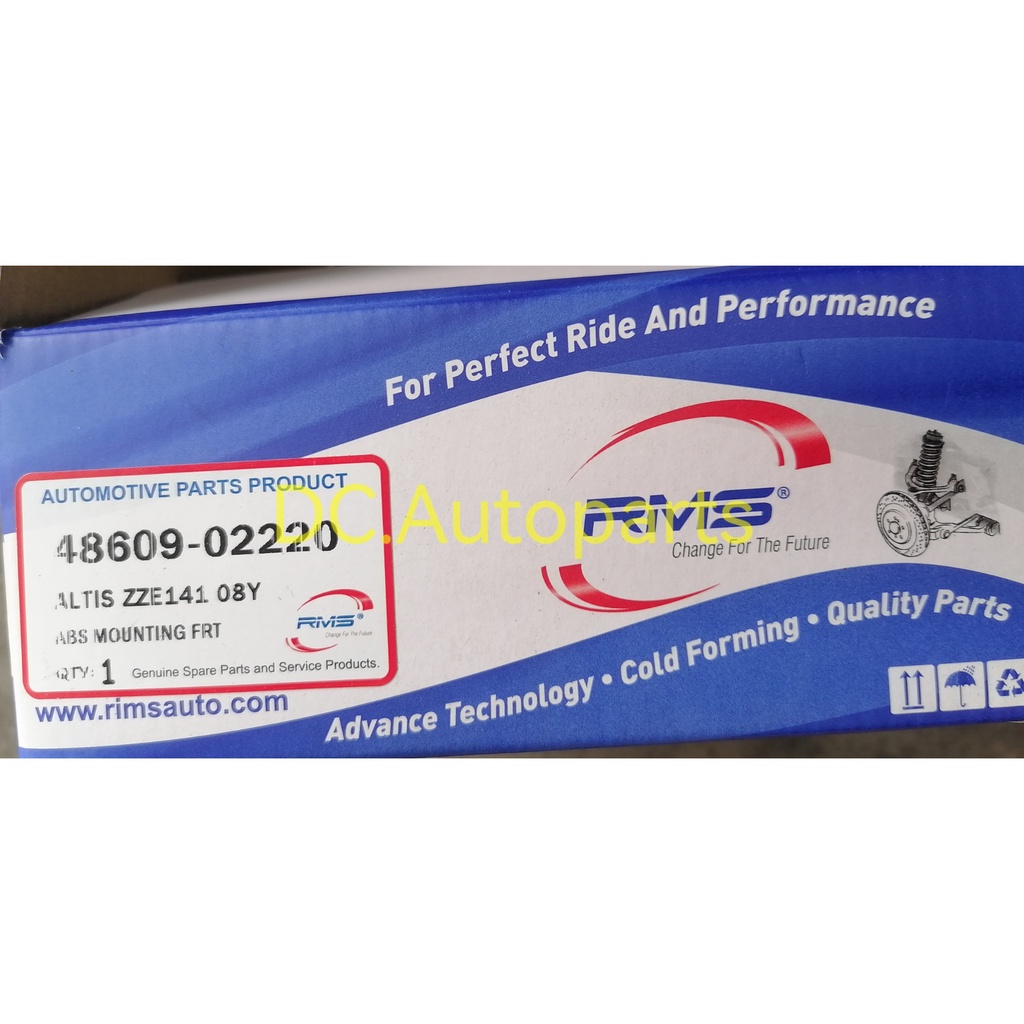 For Perfect Ride And Performance
AUTOMOTIVE PARTS PRODUCT
48609-02220
ALTIS ZZE141 08Y
ABS MOUNTING FRT
QTY: 1
Genuine Spare Parts and Service Products.
RMS®
Change For The Future
www.rimsauto.com
RMS®
Change For The Future
DC.Autoparts
Advance Technology • Cold Forming • Quality Parts